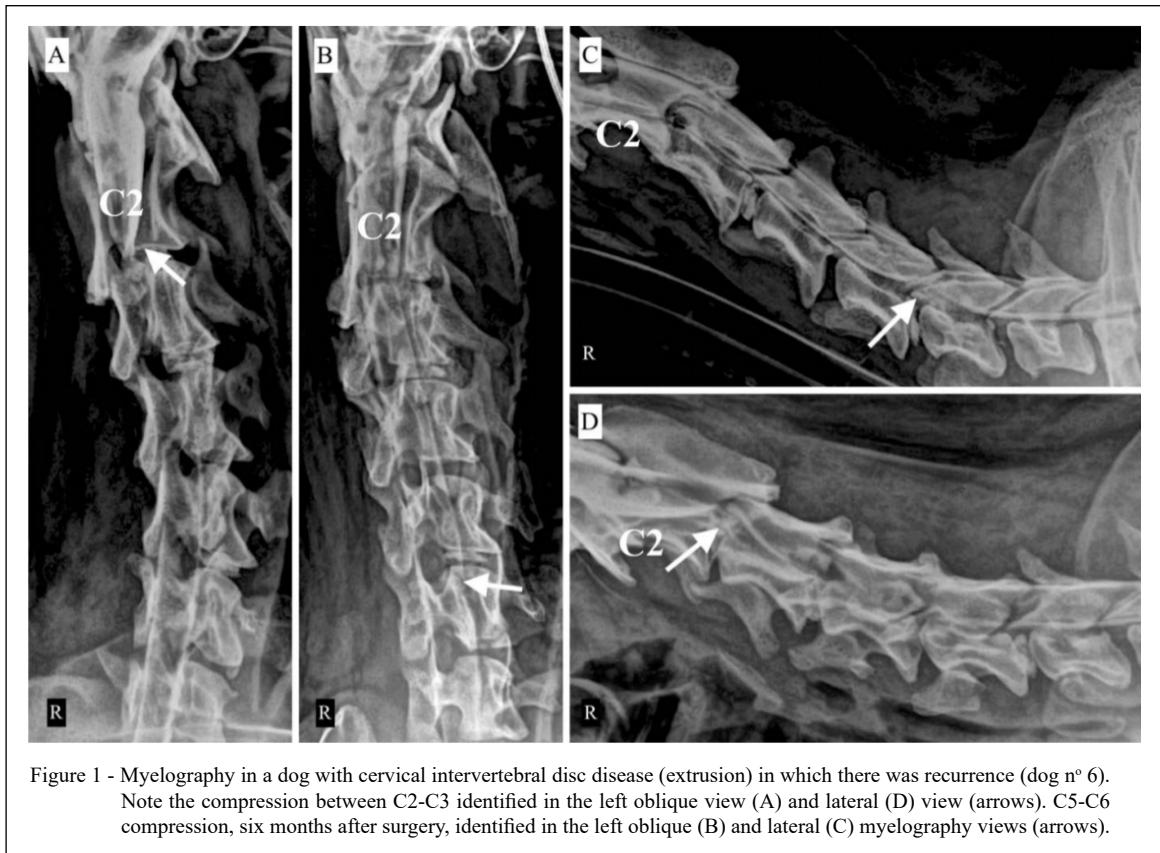 A
B
C
C2
C2
C2
R
D
C2
R
R
R
Figure 1 - Myelography in a dog with cervical intervertebral disc disease (extrusion) in which there was recurrence (dog nº 6).
Note the compression between C2-C3 identified in the left oblique view (A) and lateral (D) view (arrows). C5-C6
compression, six months after surgery, identified in the left oblique (B) and lateral (C) myelography views (arrows).